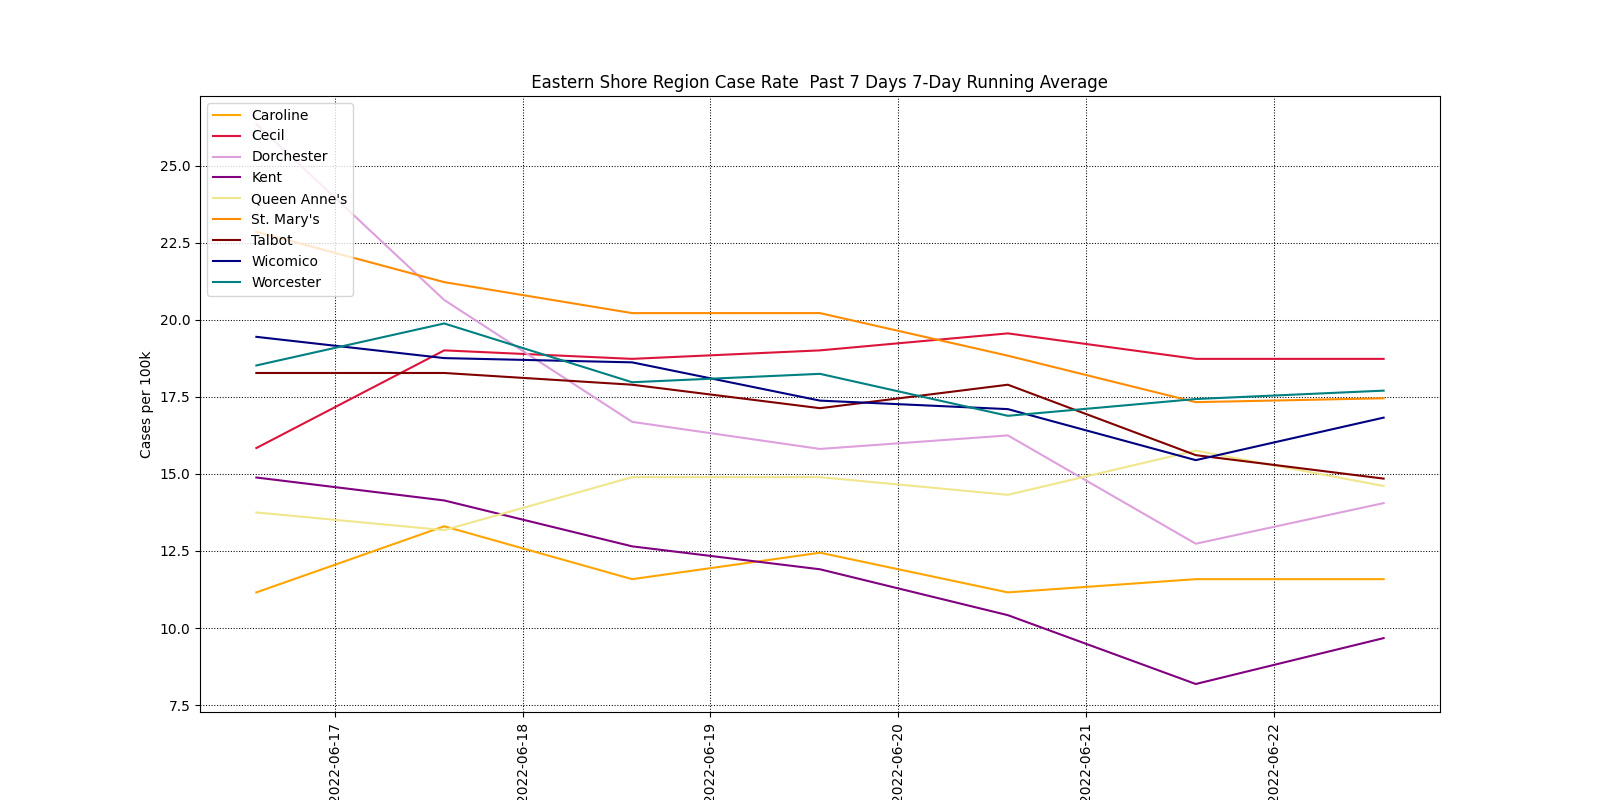 Eastern Shore Region Case Rate  Past 7 Days 7-Day Running Average
Caroline
Cecil
Dorchester
Kent
Queen Anne's
St. Mary's
Talbot
Wicomico
Worcester
Cases per 100k
25.0
22.5
20.0
17.5
15.0
12.5
10.0
7.5
2022-06-17
2022-06-18
2022-06-19
2022-06-20
2022-06-21
2022-06-22